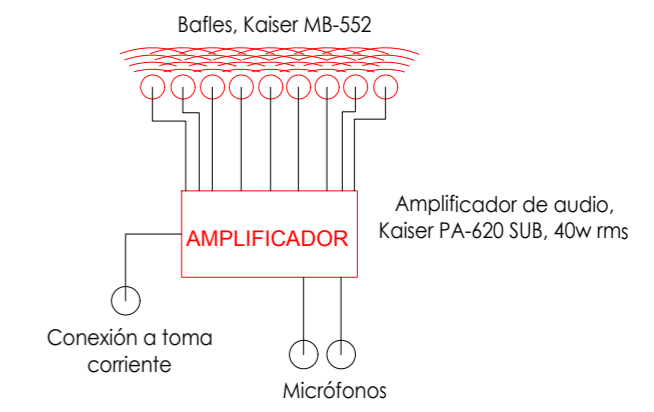 Bafles, Kaiser MB-552
AMPLIFICADOR
Amplificador de audio,
Kaiser PA-620 SUB, 40w rms
Conexión a toma
corriente
Micrófonos